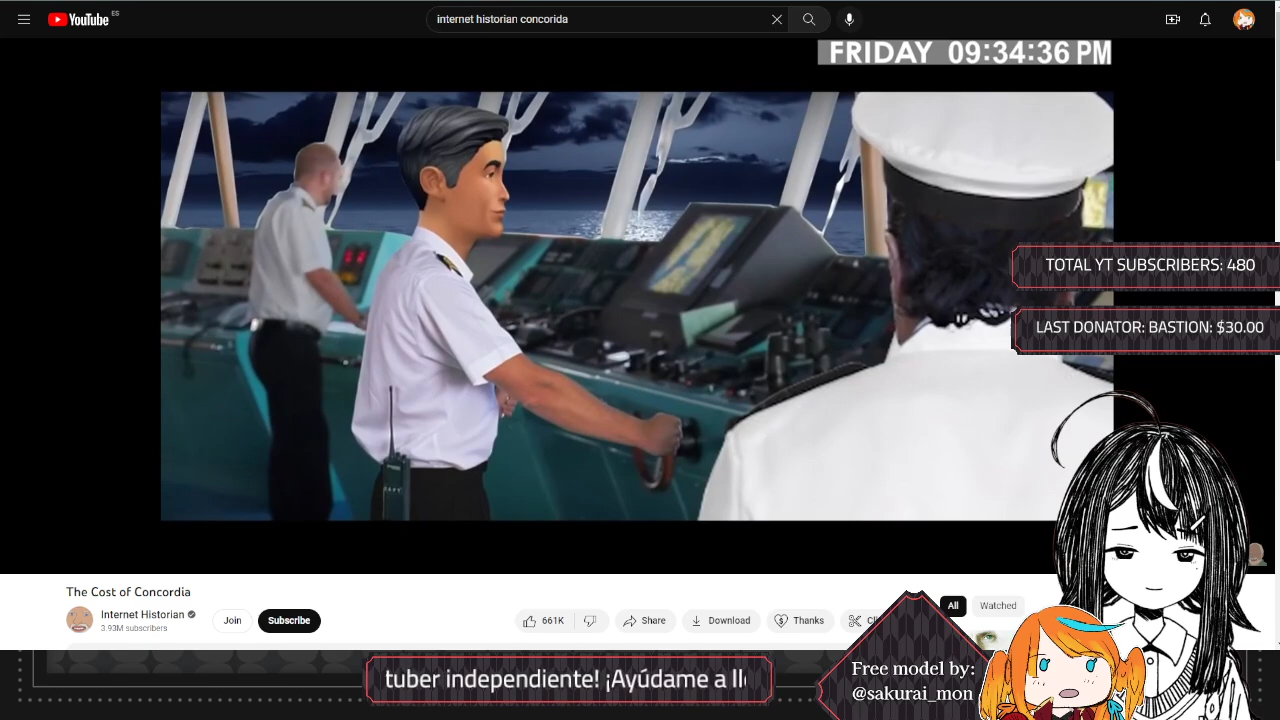 YouTube ES
internet historian concorida
FRIDAY 09:34:36 PM
TOTAL YT SUBSCRIBERS: 480
LAST DONATOR: BASTION: $30.00
The Cost of Concordia
Internet Historian
3.93M subscribers
Join
Subscribe
661K
Share
Download
Thanks
All
Watched
tuber independiente! ¡Ayúdame a
Free model by:
@sakurai_mon